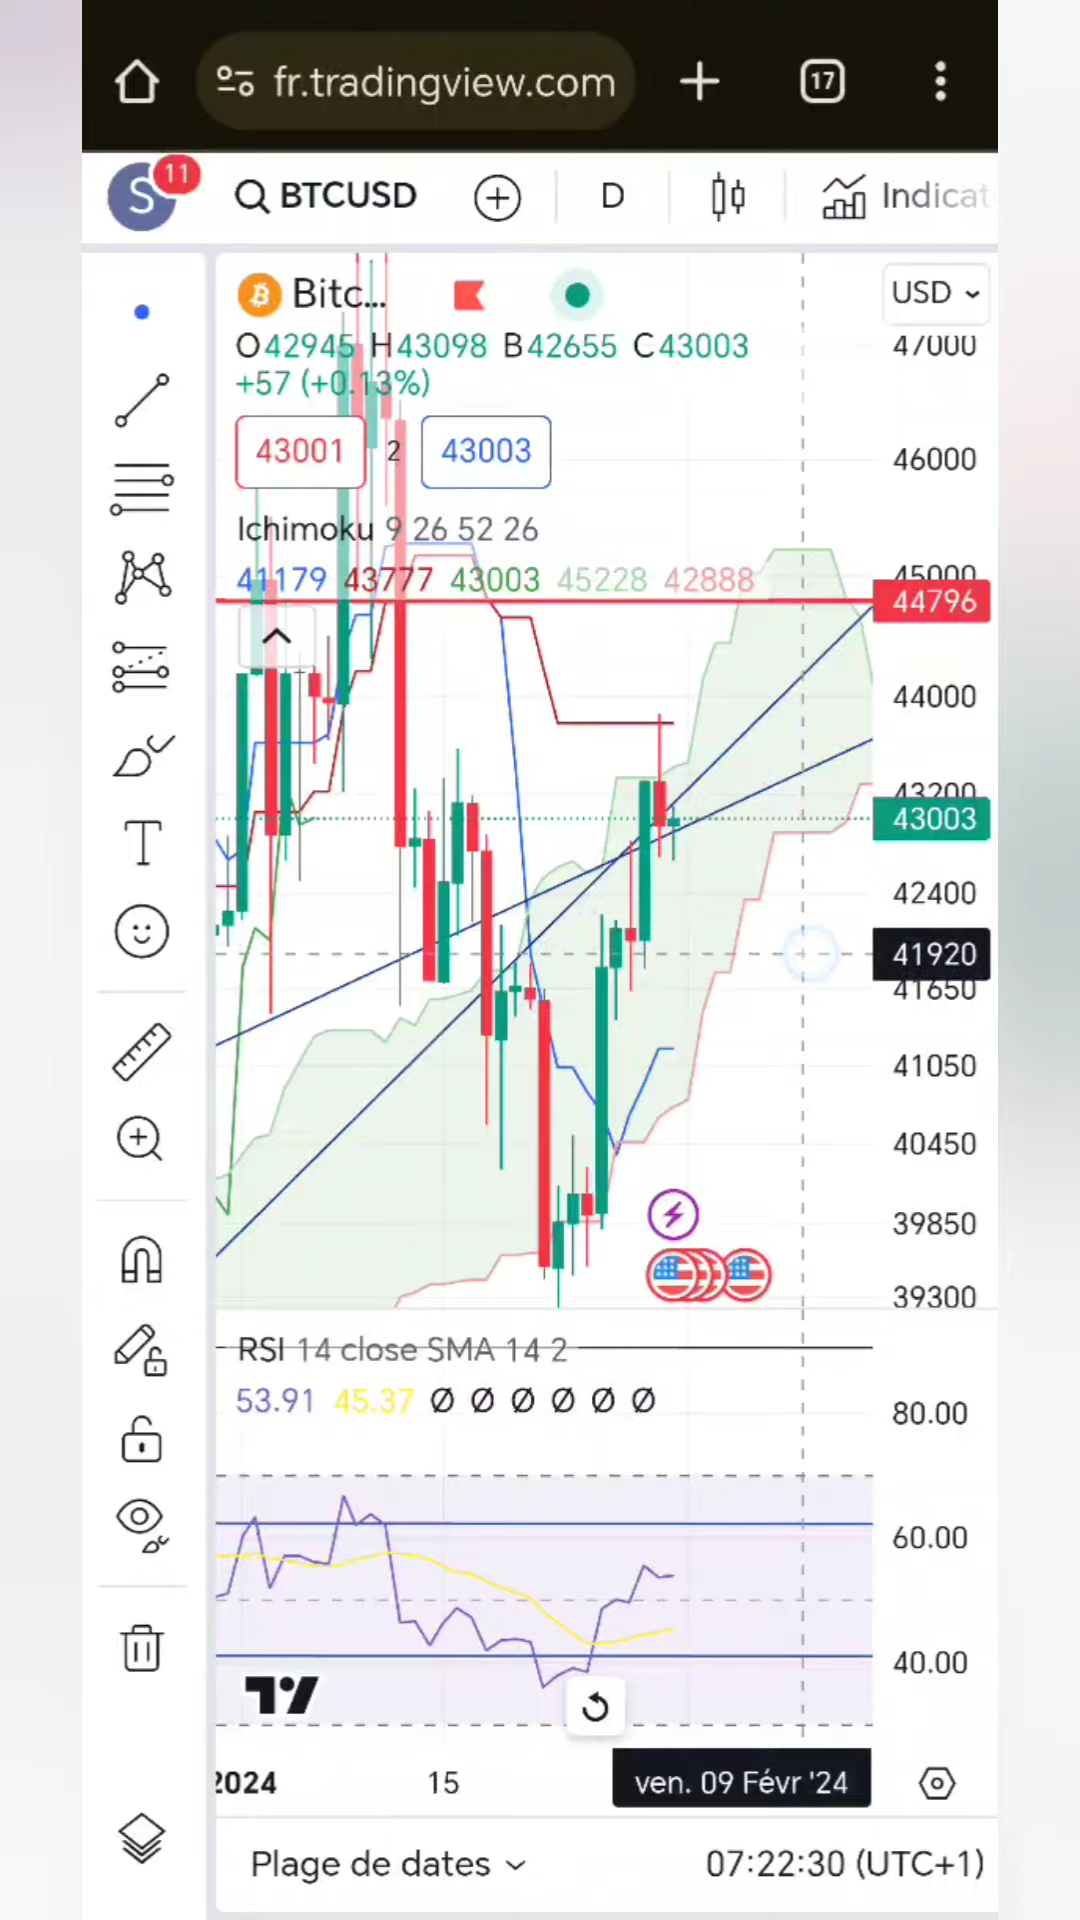 fr.tradingview.com
17
S
11
BTCUSD
D
Indicat
Bitc...
USD
O42945 H43098 B42655 C43003
+57 (+0.13%)
43001
2
43003
Ichimoku 9 26 52 26
41179 43777 43003 45228 42888
47000
46000
45000
44796
44000
43200
43003
42400
41920
41650
41050
40450
39850
39300
RSI 14 close SMA 14 2
53.91 45.37 Ø Ø Ø Ø Ø Ø
80.00
60.00
40.00
2024
15
ven. 09 Févr '24
Plage de dates
07:22:30 (UTC+1)